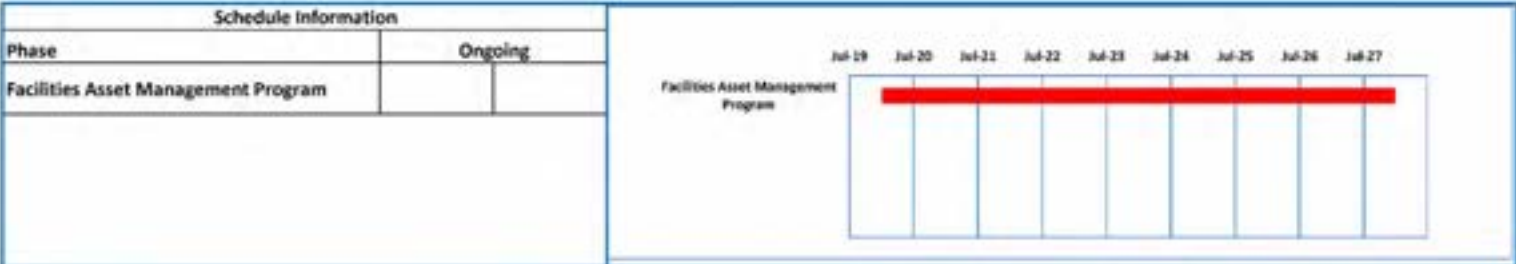 Schedule Information
Phase Ongoing
Facilities Asset Management Program
Jul-19 Jul-20 Jul-21 Jul-22 Jul-23 Jul-24 Jul-25 Jul-26 Jul-27
Facilities Asset Management
Program